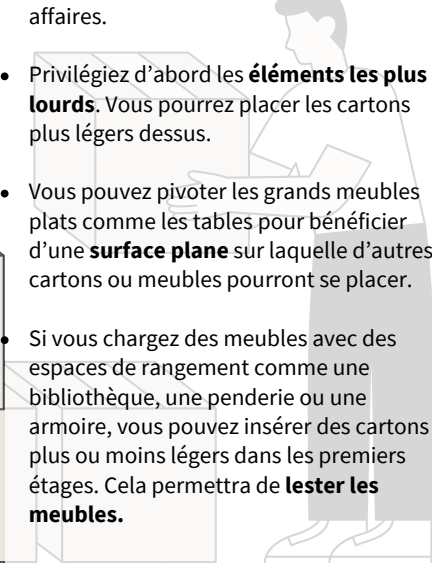 affaires.
• Privilégiez d’abord les éléments les plus
lourds. Vous pourrez placer les cartons
plus légers dessus.
• Vous pouvez pivoter les grands meubles
plats comme les tables pour bénéficier
d’une surface plane sur laquelle d’autres
cartons ou meubles pourront se placer.
• Si vous chargez des meubles avec des
espaces de rangement comme une
bibliothèque, une penderie ou une
armoire, vous pouvez insérer des cartons
plus ou moins légers dans les premiers
étages. Cela permettra de lester les
meubles.